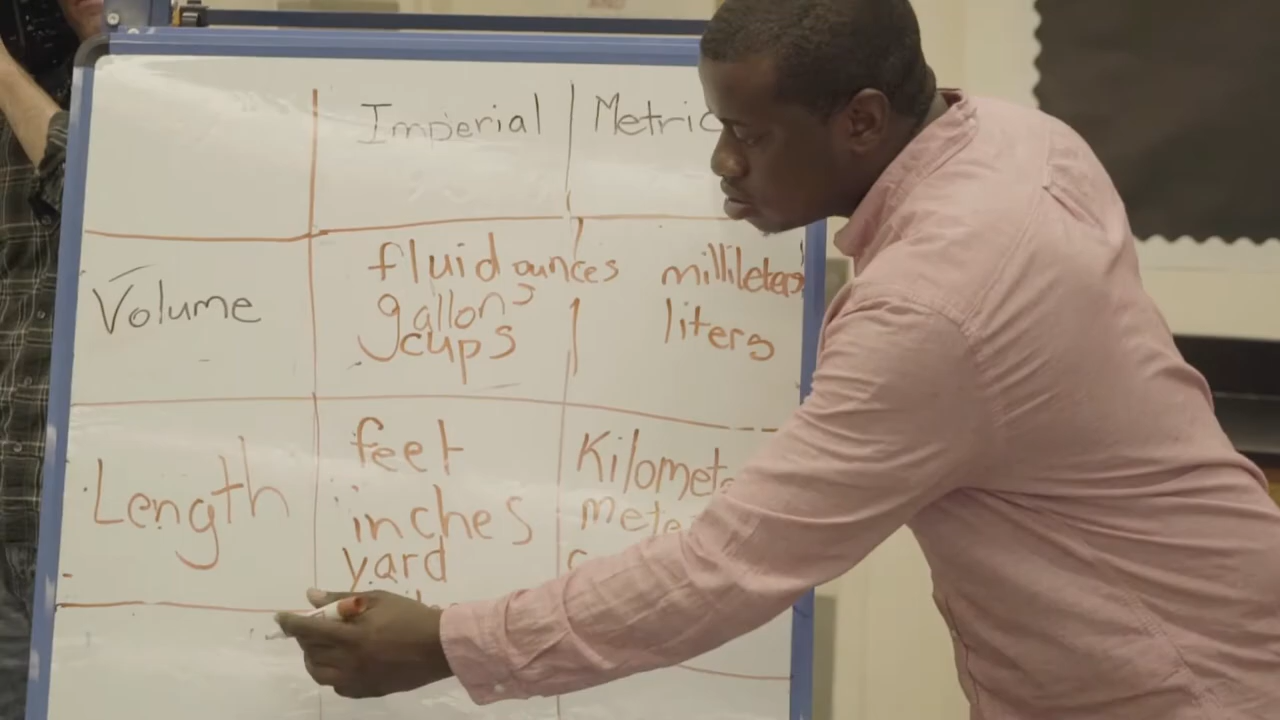 Imperial Metric
Volume
fluid ounces milliliters
gallons
cups liters
Length
feet
inches
yard